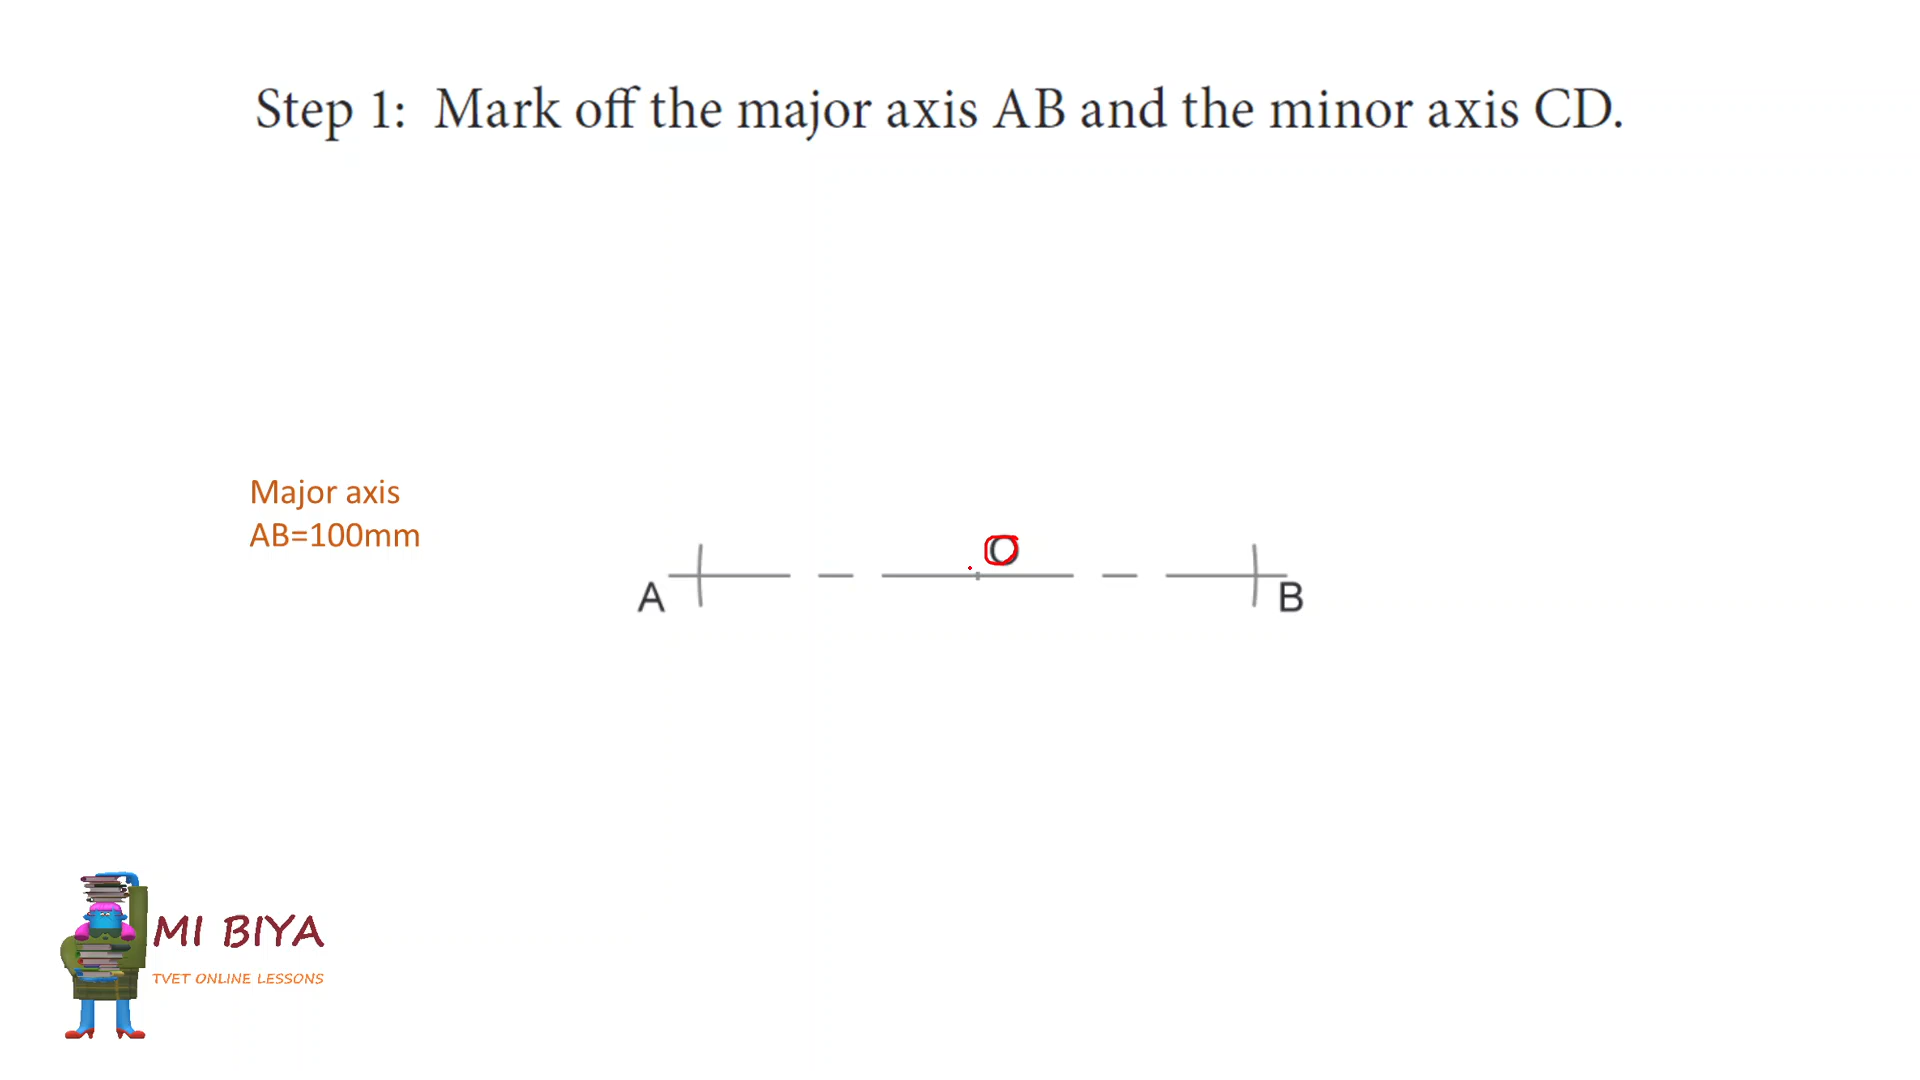 Step 1: Mark off the major axis AB and the minor axis CD.
Major axis
AB=100mm
O
A
B
MI BIYA
TVET ONLINE LESSONS